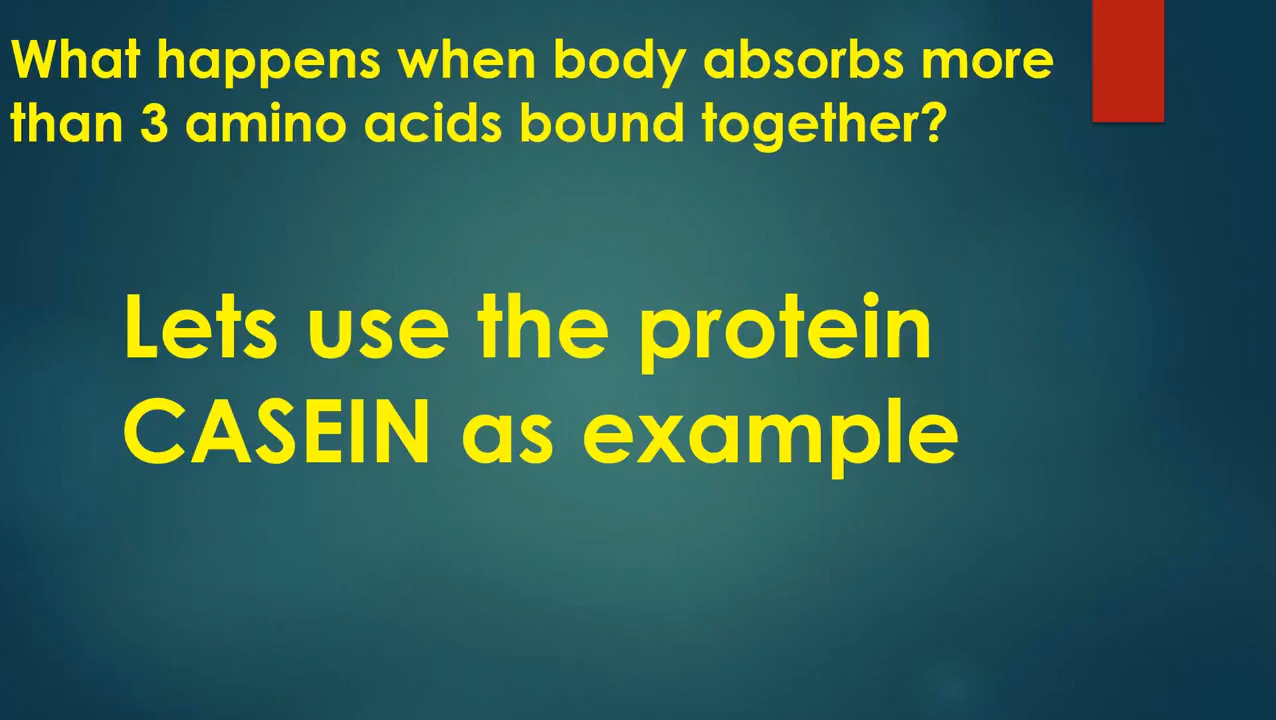 What happens when body absorbs more
than 3 amino acids bound together?
Lets use the protein
CASEIN as example